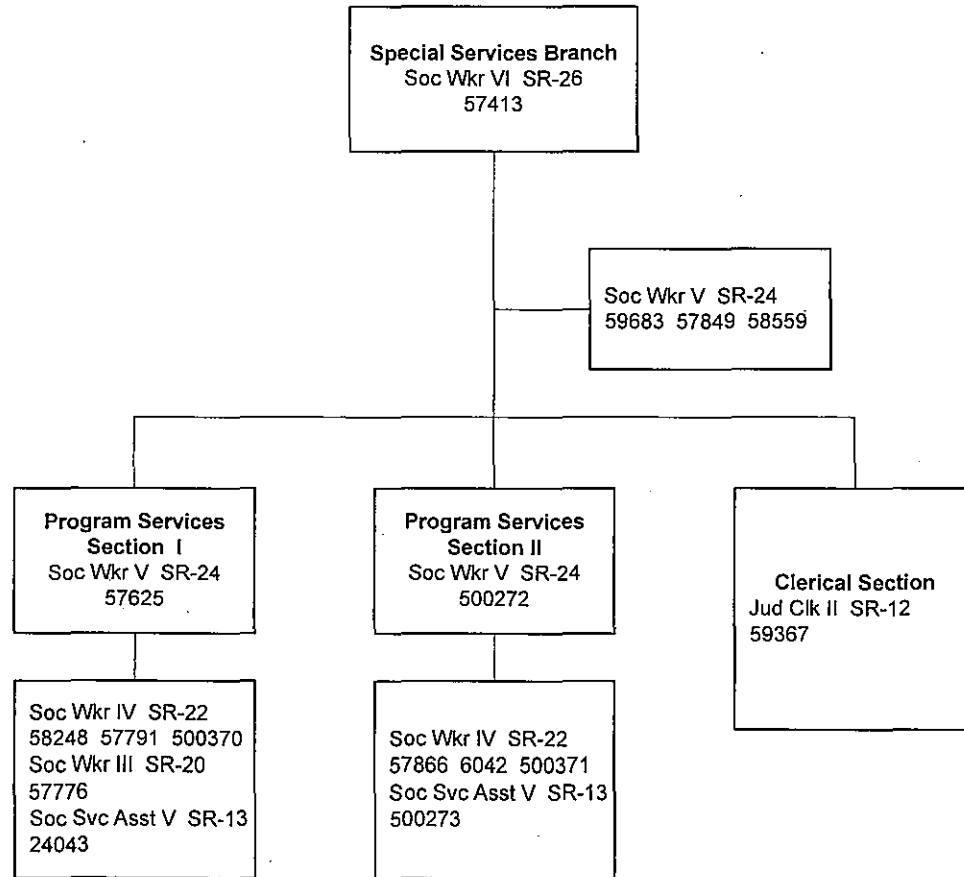 Special Services Branch
Soc Wkr VI SR-26
57413
Soc Wkr V SR-24
59683 57849 58559
Program Services
Section I
Soc Wkr V SR-24
57625
Program Services
Section II
Soc Wkr V SR-24
500272
Clerical Section
Jud Clk II SR-12
59367
Soc Wkr IV SR-22
58248 57791 500370
Soc Wkr III SR-20
57776
Soc Svc Asst V SR-13
24043
Soc Wkr IV SR-22
57866 6042 500371
Soc Svc Asst V SR-13
500273